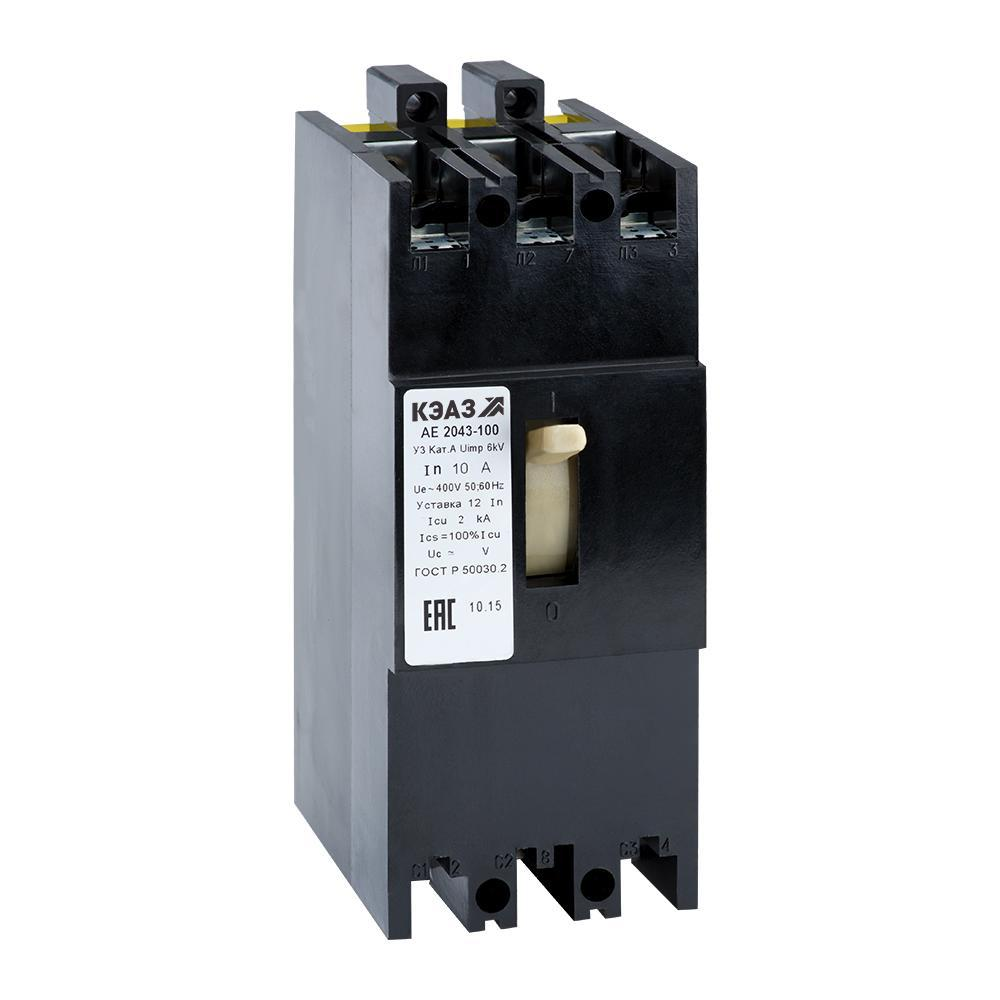 Л1 1 Л2 7 Л3 3
КЭАЗ
АЕ 2043-100
У3 Кат.А Uimp 6kV
In 10 A
Ue~400V 50;60Hz
Уставка 12 In
Icu 2 kA
Ics=100%Icu
Uc ≃ V
ГОСТ Р 50030.2
EAC 10.15
I
0
С1 2 С2 8 С3 4